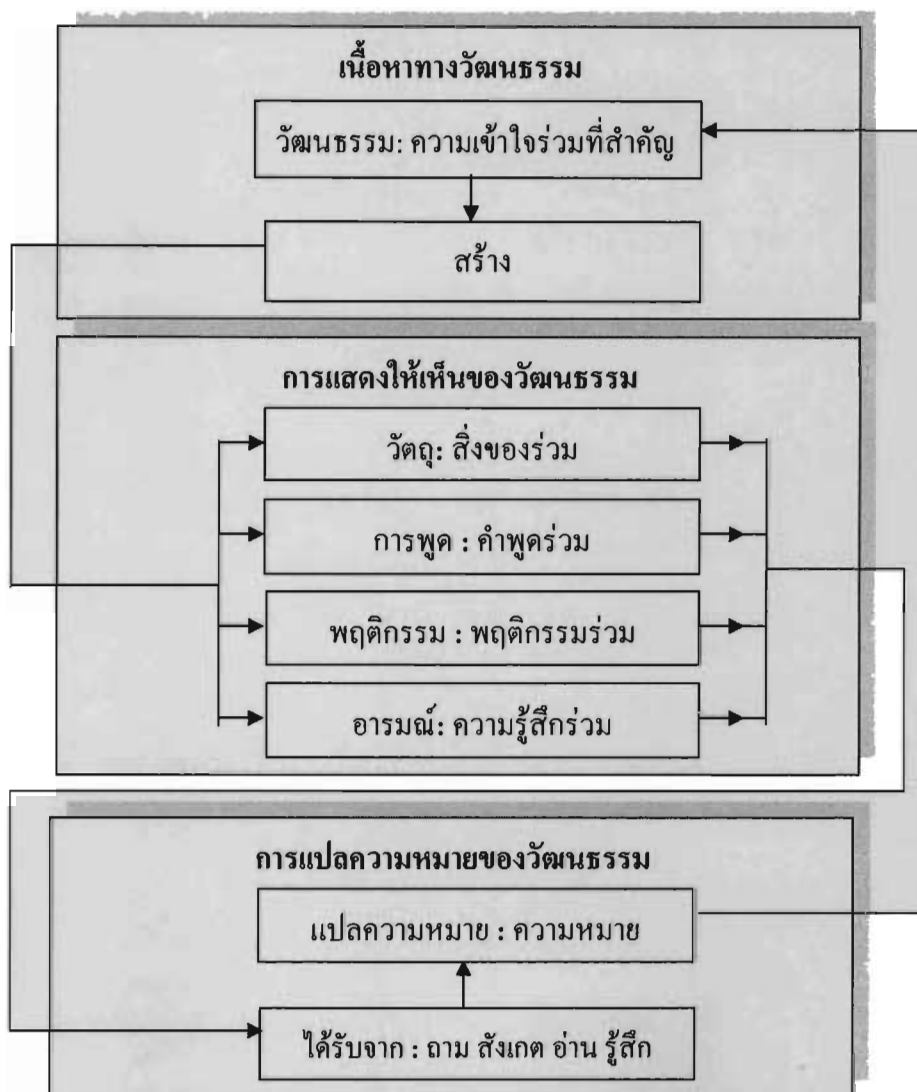 เนื้อหาทางวัฒนธรรม
วัฒนธรรม: ความเข้าใจร่วมที่สำคัญ
สร้าง
การแสดงให้เห็นของวัฒนธรรม
วัตถุ: สิ่งของร่วม
การพูด : คำพูดร่วม
พฤติกรรม : พฤติกรรมร่วม
อารมณ์: ความรู้สึกร่วม
การแปลความหมายของวัฒนธรรม
แปลความหมาย : ความหมาย
ได้รับจาก : ถาม สังเกต อ่าน รู้สึก